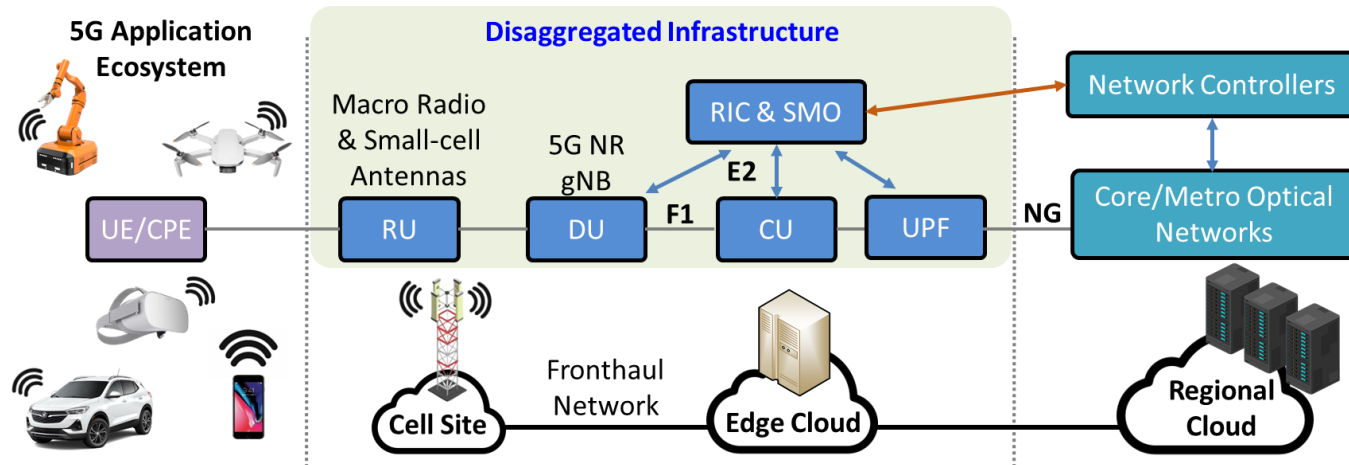 5G Application
Ecosystem
Disaggregated Infrastructure
Macro Radio
& Small-cell
Antennas
5G NR
gNB
RIC & SMO
Network Controllers
E2
F1
NG
UE/CPE
RU
DU
CU
UPF
Core/Metro Optical
Networks
Fronthaul
Network
Cell Site
Edge Cloud
Regional
Cloud